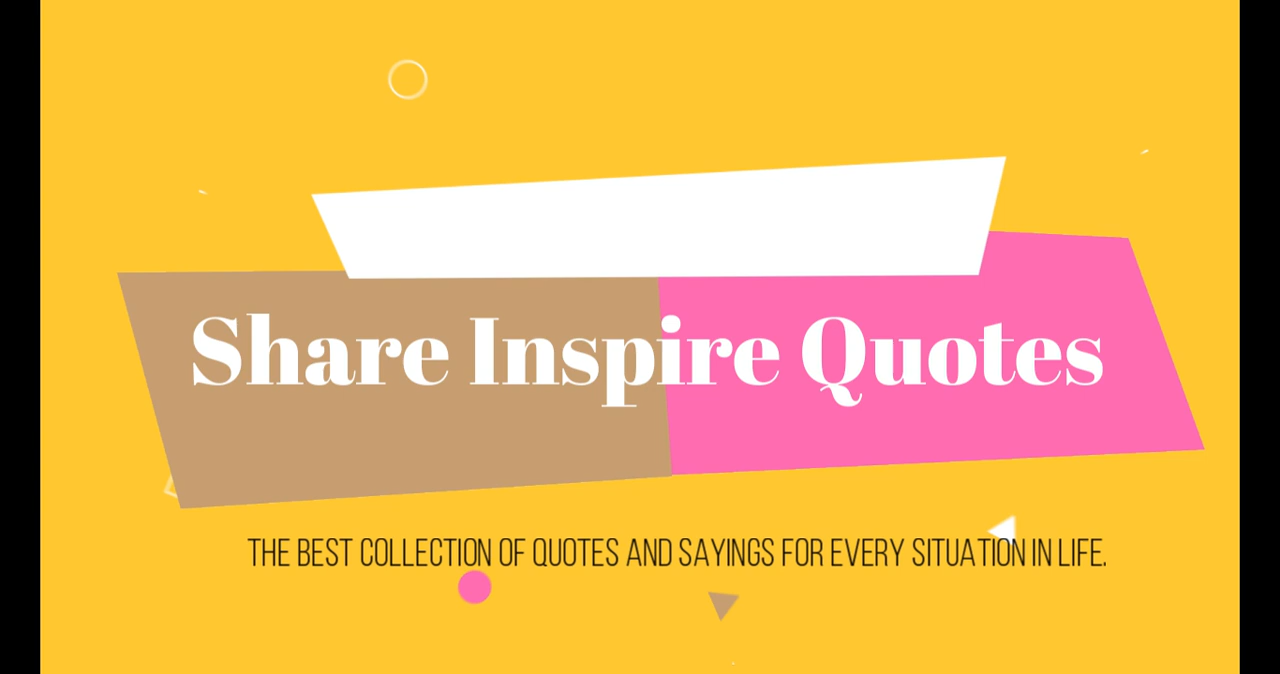 Share Inspire Quotes
THE BEST COLLECTION OF QUOTES AND SAYINGS FOR EVERY SITUATION IN LIFE.